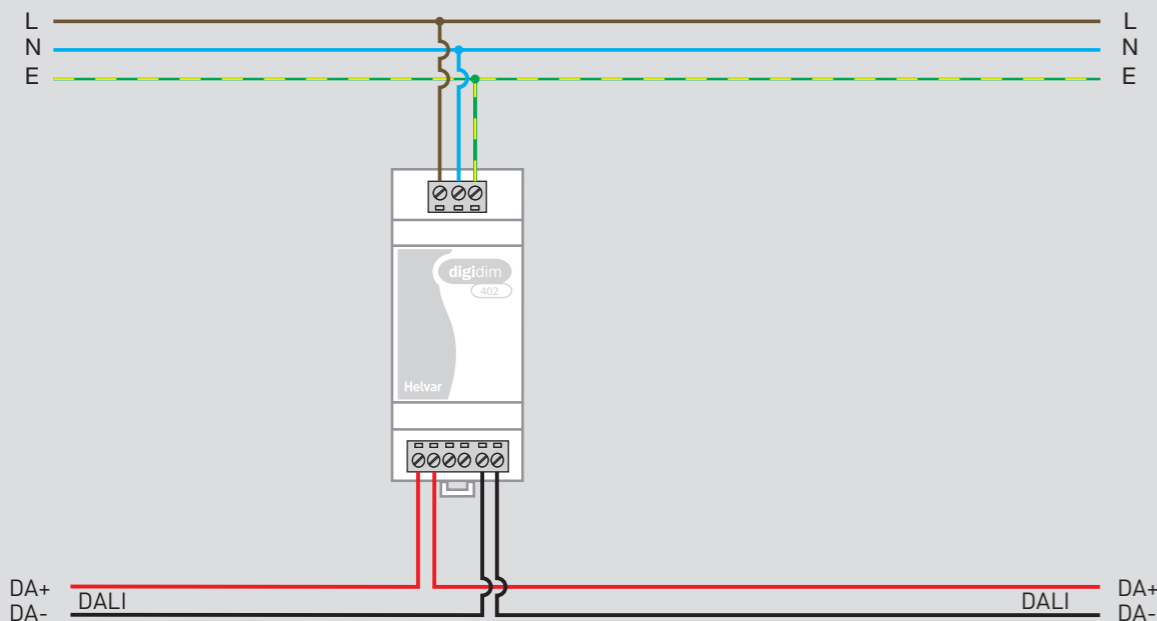 L L
N N
E E
digidim
402
Helvar
DA+ DA+
DALI DALI
DA- DA-